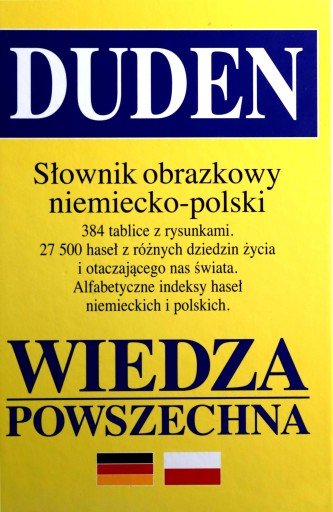 DUDEN
Słownik obrazkowy
niemiecko-polski
384 tablice z rysunkami.
27 500 haseł z różnych dziedzin życia
i otaczającego nas świata.
Alfabetyczne indeksy haseł
niemieckich i polskich.
WIEDZA
POWSZECHNA